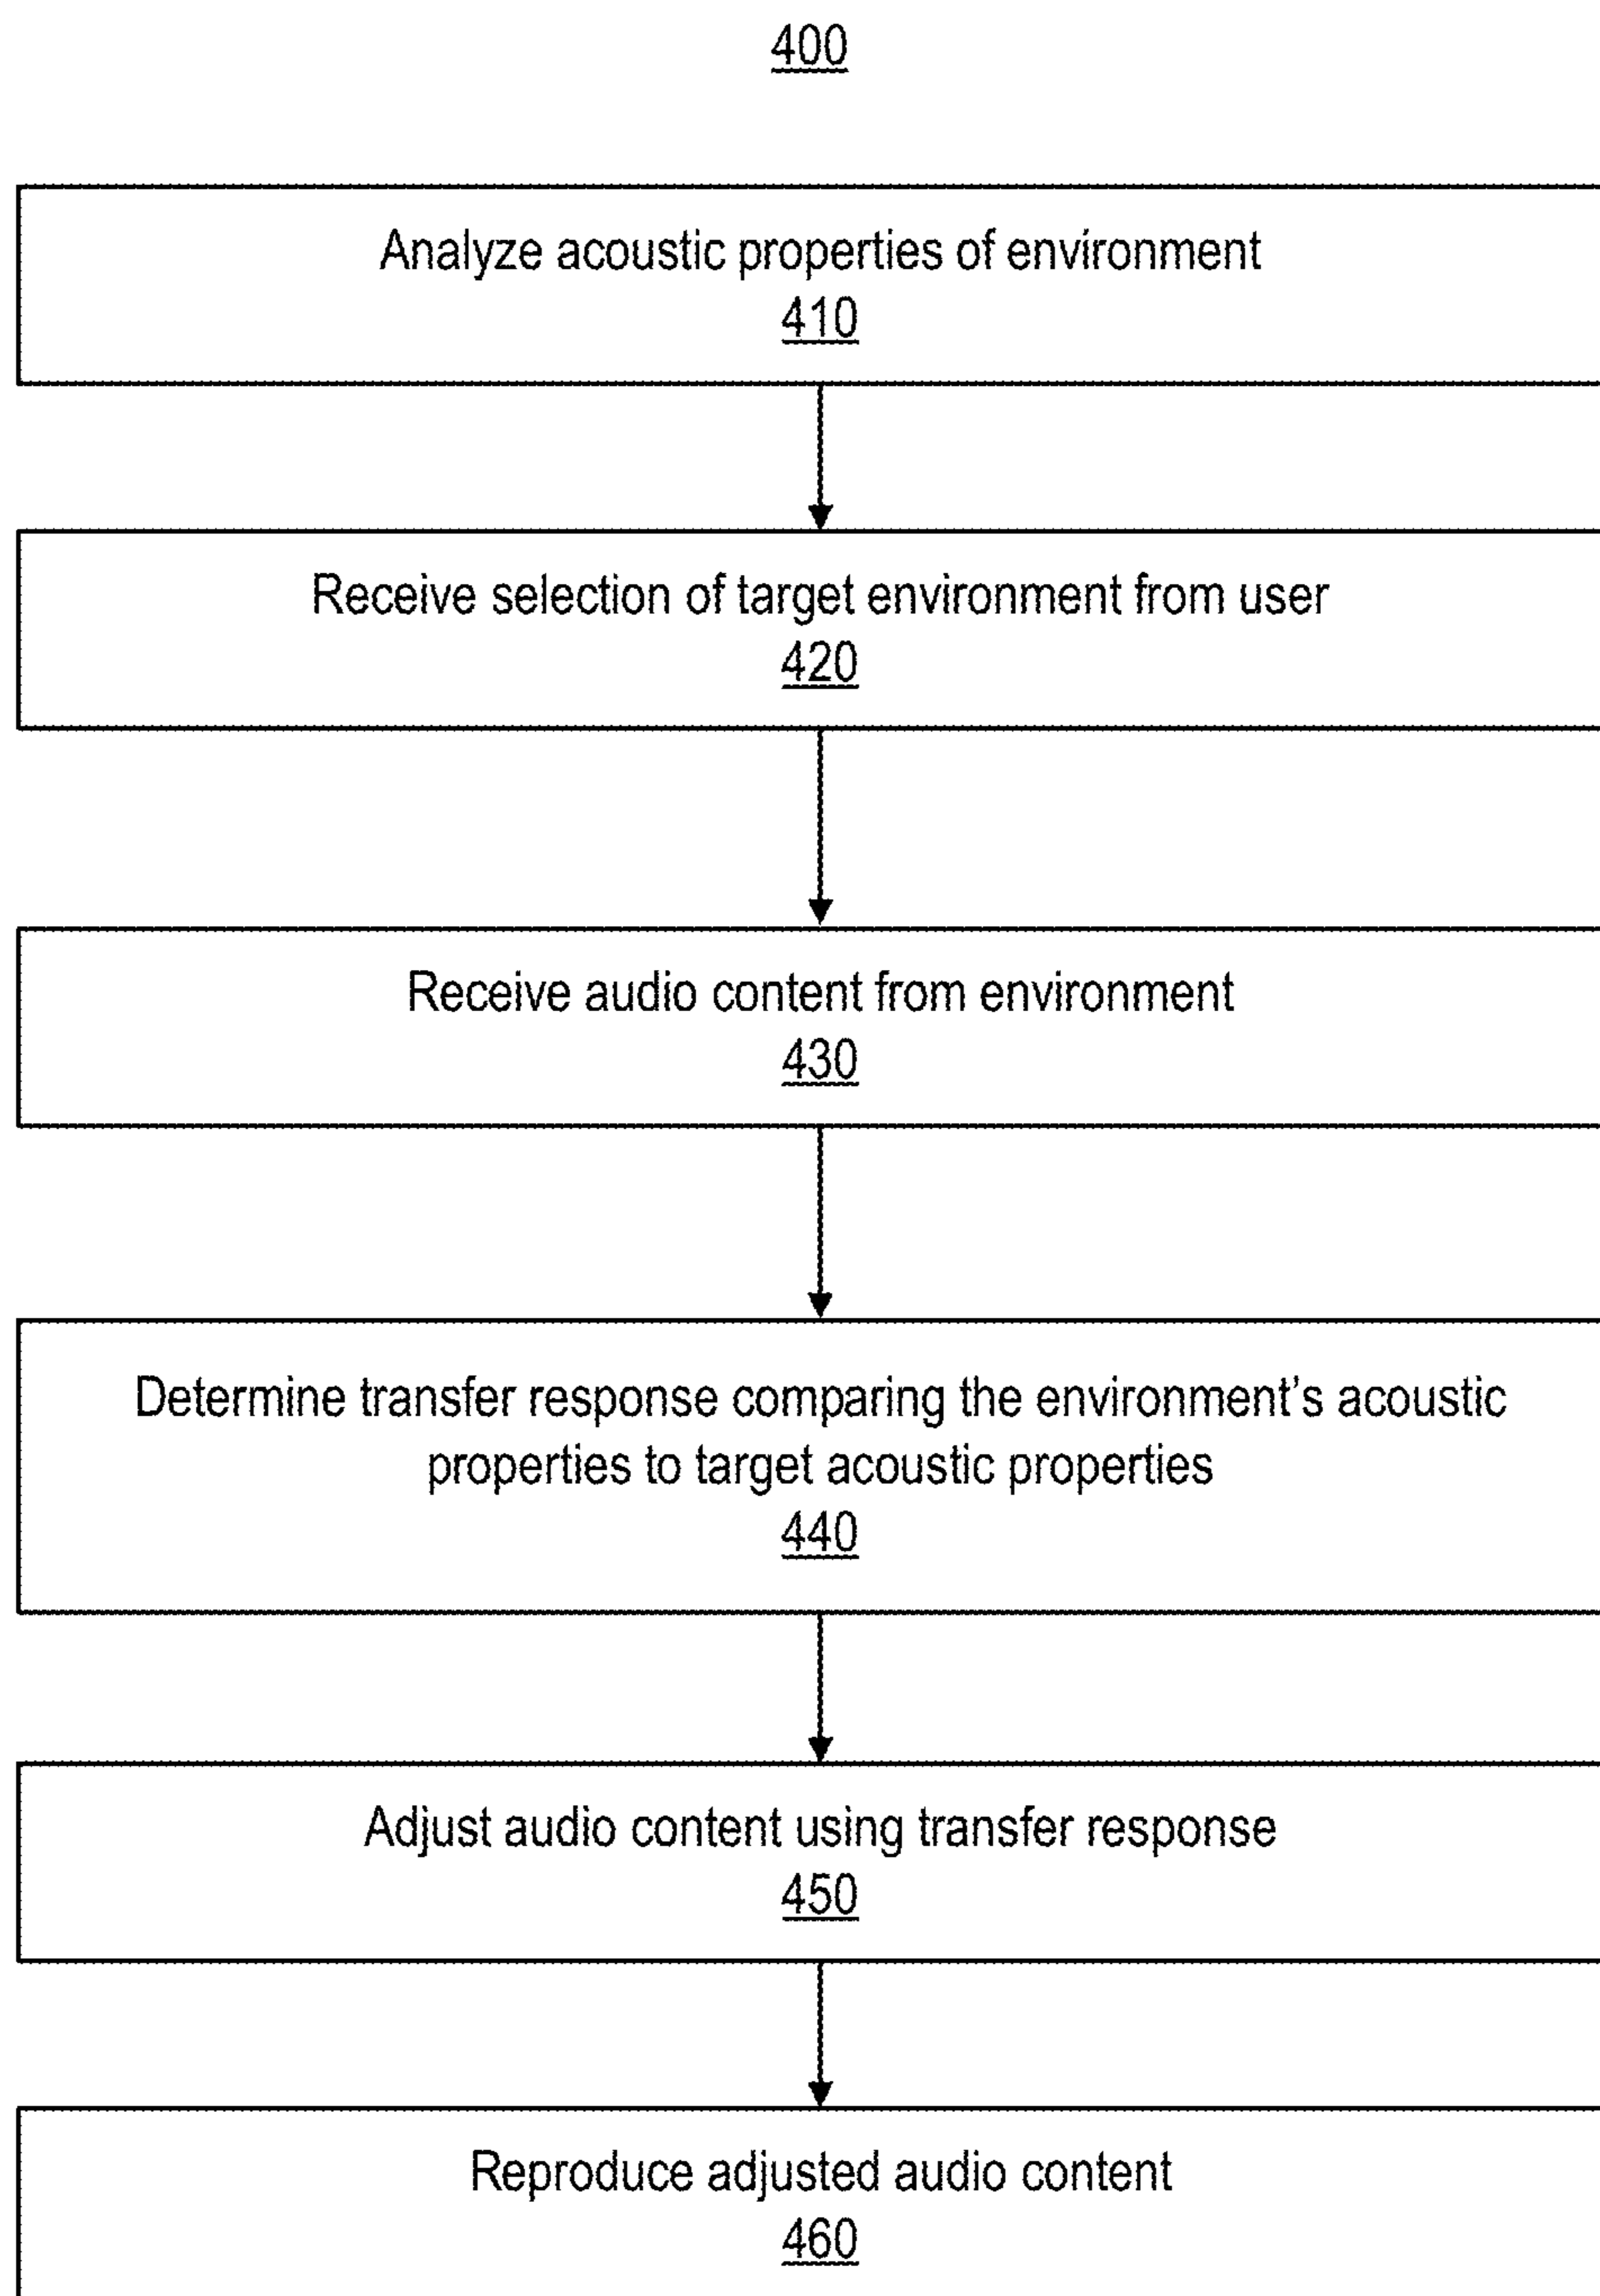 400
Analyze acoustic properties of environment
410
Receive selection of target environment from user
420
Receive audio content from environment
430
Determine transfer response comparing the environment's acoustic
properties to target acoustic properties
440
Adjust audio content using transfer response
450
Reproduce adjusted audio content
460